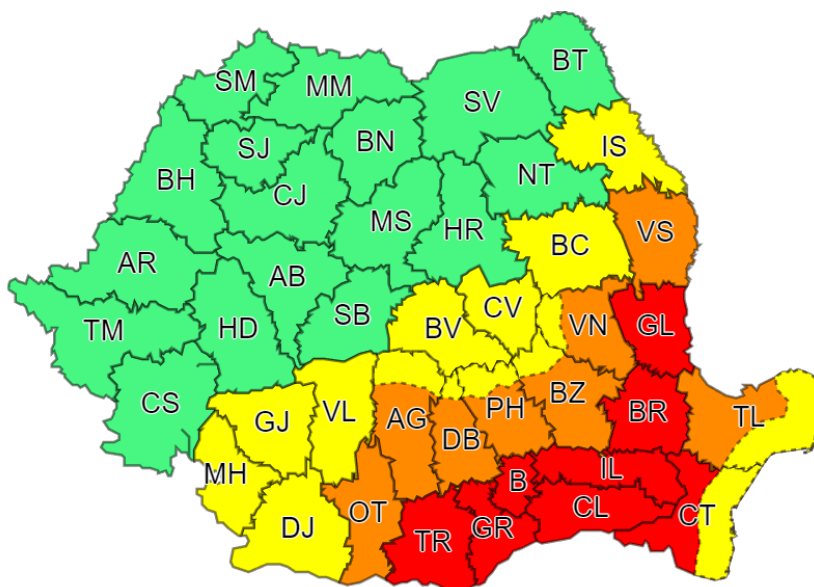 BT
SM
MM
SV
BN
IS
SJ
NT
BH
CJ
MS
HR
VS
BC
AR
AB
TM
HD
SB
BV
CV
VN
GL
CS
GJ
VL
AG
DB
PH
BZ
BR
TL
MH
DJ
OT
TR
GR
B
IL
CL
CT